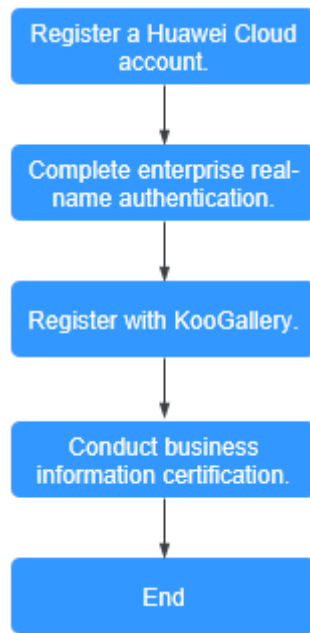 Register a Huawei Cloud
account.
Complete enterprise real-
name authentication.
Register with KooGallery.
Conduct business
information certification.
End